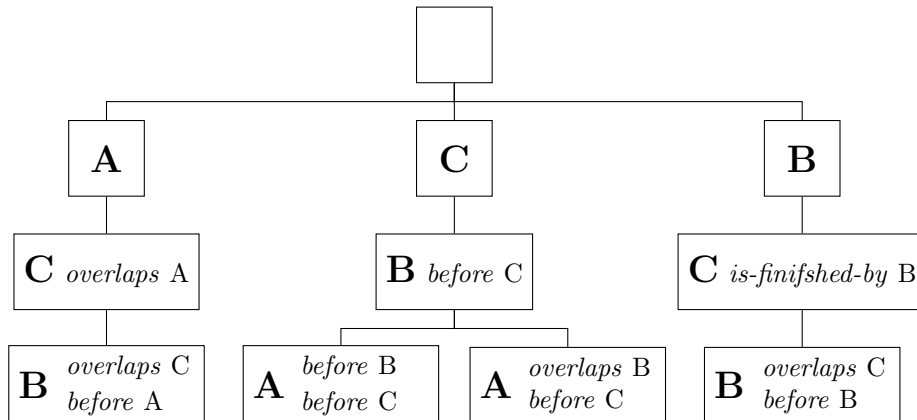 A
C
B
C overlaps A
B before C
C is-finifshed-by B
B overlaps C
before A
A before B
before C
A overlaps B
before C
B overlaps C
before B